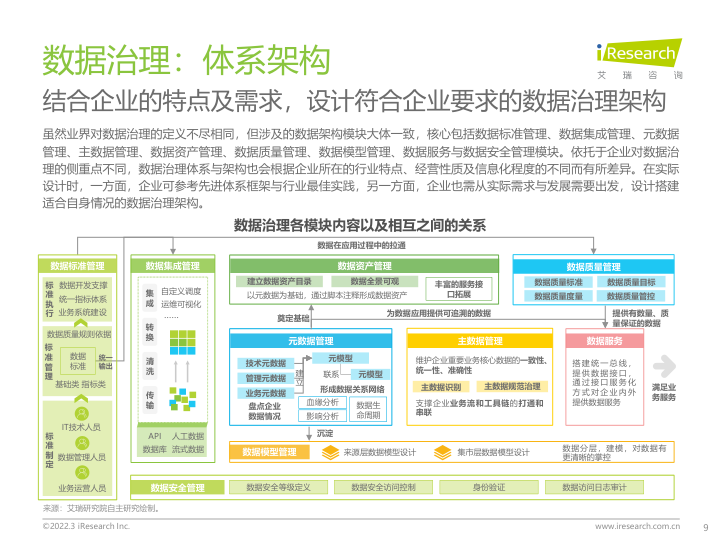 数据治理：体系架构
iResearch
艾 瑞 咨 询
结合企业的特点及需求，设计符合企业要求的数据治理架构
虽然业界对数据治理的定义不尽相同，但涉及的数据架构模块大体一致，核心包括数据标准管理、数据集成管理、元数据
管理、主数据管理、数据资产管理、数据质量管理、数据模型管理、数据服务与数据安全管理模块。依托于企业对数据治
理的侧重点不同，数据治理体系与架构也会根据企业所在的行业特点、经营性质及信息化程度的不同而有所差异。在实际
设计时，一方面，企业可参考先进体系框架与行业最佳实践，另一方面，企业也需从实际需求与发展需要出发，设计搭建
适合自身情况的数据治理架构。
数据治理各模块内容以及相互之间的关系
数据在应用过程中的拉通
数据标准管理
标准执行
数据开发支撑
统一指标体系
业务系统建设
数据质量规则依据
标准管理
数据
标准
统一
输出
基础类 指标类
标准制定
IT技术人员
数据管理人员
业务运营人员
数据集成管理
集成
自定义调度
运维可视化
......
转换
清洗
传输
API 人工数据
数据库 流式数据
数据资产管理
建立数据资产目录
数据全景可观
以元数据为基础，通过脚本注释形成数据资产
丰富的服务接
口拓展
数据质量管理
数据质量标准
数据质量目标
数据质量度量
数据质量管控
奠定基础
为数据应用提供可追溯的数据
提供有数量、质
量保证的数据
元数据管理
技术元数据
管理元数据
业务元数据
建立
元模型
联系
元模型
形成数据关系网络
盘点企业
数据情况
血缘分析
影响分析
数据生
命周期
主数据管理
维护企业重要业务核心数据的一致性、
统一性、准确性
主数据识别
主数据规范治理
支撑企业业务流和工具链的打通和
串联
数据服务
搭建统一总线，
提供数据接口，
通过接口服务化
方式对企业内外
提供数据服务
满足业
务服务
沉淀
数据模型管理
来源层数据模型设计
集市层数据模型设计
数据分层，建模，对数据有
更清晰的掌控
数据安全管理
数据安全等级定义
数据安全访问控制
身份验证
数据访问日志审计
来源：艾瑞研究院自主研究绘制。
©2022.3 iResearch Inc.
www.iresearch.com.cn
9